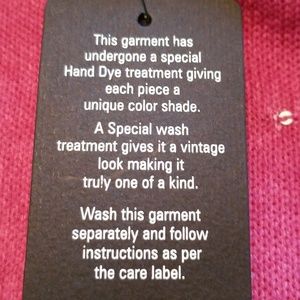 This garment has
undergone a special
Hand Dye treatment giving
each piece a
unique color shade.
A Special wash
treatment gives it a vintage
look making it
truly one of a kind.
Wash this garment
separately and follow
instructions as per
the care label.